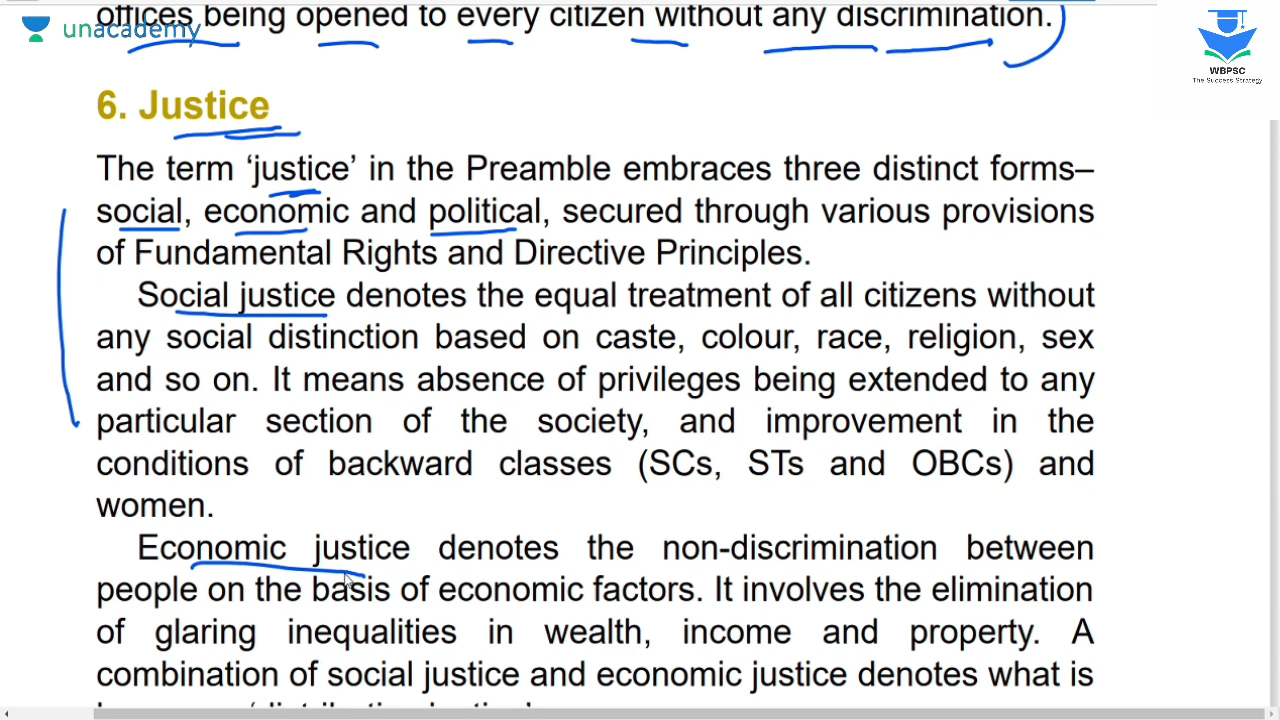 offices being opened to every citizen without any discrimination.
unacademy
WBPSC
The Success Strategy
6. Justice
The term ‘justice’ in the Preamble embraces three distinct forms–
social, economic and political, secured through various provisions
of Fundamental Rights and Directive Principles.
Social justice denotes the equal treatment of all citizens without
any social distinction based on caste, colour, race, religion, sex
and so on. It means absence of privileges being extended to any
particular section of the society, and improvement in the
conditions of backward classes (SCs, STs and OBCs) and
women.
Economic justice denotes the non-discrimination between
people on the basis of economic factors. It involves the elimination
of glaring inequalities in wealth, income and property. A
combination of social justice and economic justice denotes what is